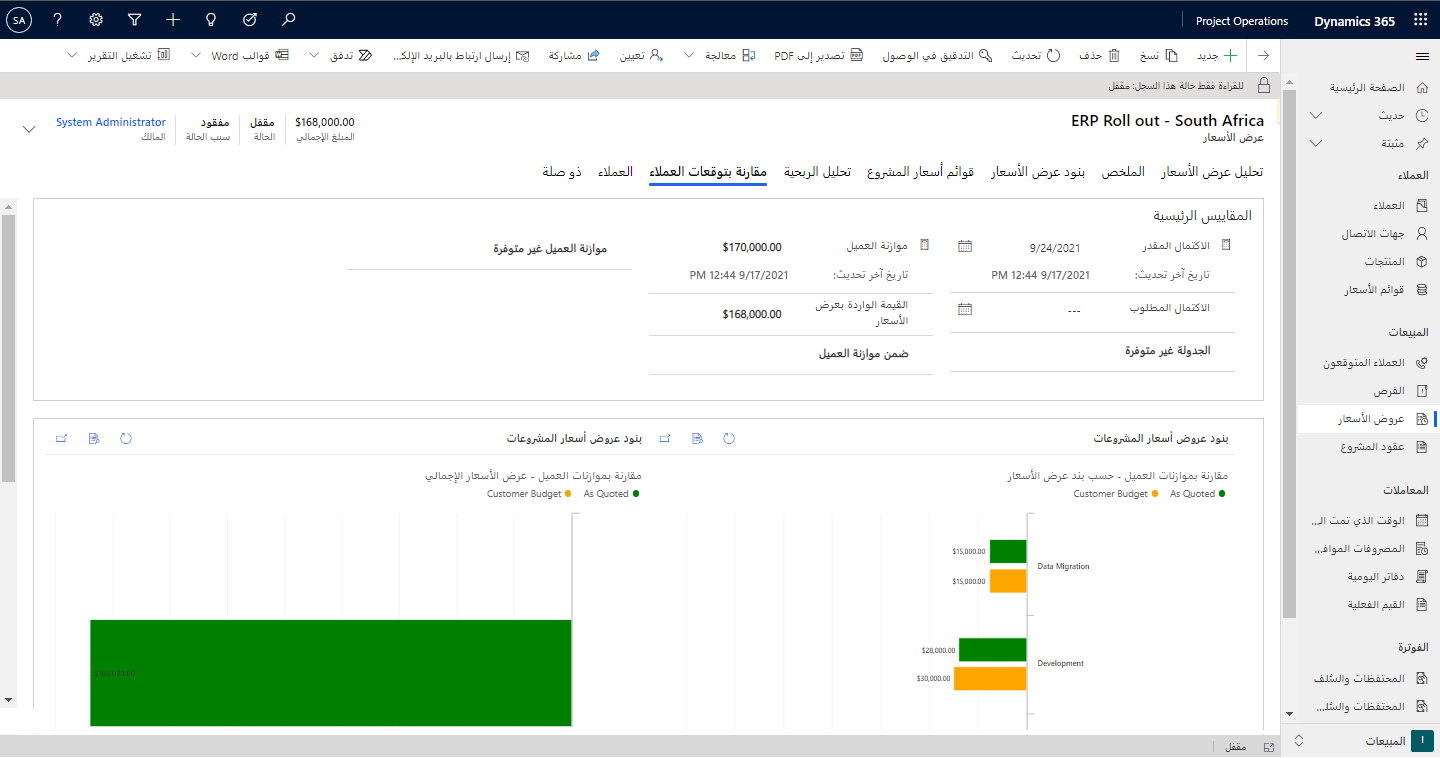 Dynamics 365
Project Operations
SA
جديد
نسخ
حذف
تحديث
التدقيق في الوصول
تصدير إلى PDF
معالجة
تعيين
مشاركة
إرسال ارتباط بالبريد الإلك...
تدفق
قوالب Word
تشغيل التقرير
للقراءة فقط حالة هذا السجل: مقفل
الصفحة الرئيسية
حديث
مثبتة
العملاء
العملاء
جهات الاتصال
المنتجات
قوائم الأسعار
المبيعات
العملاء المتوقعون
الفرص
عروض الأسعار
عقود المشروع
المعاملات
الوقت الذي تمت الـ...
المصروفات الموافـ...
دفاتر اليومية
القيم الفعلية
الفوترة
المحتفظات والسُلف
المحتفظات والسُلـ...
ا
المبيعات
ERP Roll out - South Africa
عرض الأسعار
$168,000.00
المبلغ الإجمالي
مقفل
الحالة
مفقود
سبب الحالة
System Administrator
المالك
تحليل عرض الأسعار
الملخص
بنود عرض الأسعار
قوائم أسعار المشروع
تحليل الربحية
مقارنة بتوقعات العملاء
العملاء
ذو صلة
المقاييس الرئيسية
الاكتمال المقدر
9/24/2021
تاريخ آخر تحديث:
9/17/2021 12:44 PM
الاكتمال المطلوب
---
الجدولة غير متوفرة
موازنة العميل
$170,000.00
تاريخ آخر تحديث:
9/17/2021 12:44 PM
القيمة الواردة بعرض
الأسعار
$168,000.00
ضمن موازنة العميل
موازنة العميل غير متوفرة
بنود عروض أسعار المشروعات
مقارنة بموازنات العميل - حسب بند عرض الأسعار
As Quoted
Customer Budget
$15,000.00
$15,000.00
Data Migration
$28,000.00
$30,000.00
Development
بنود عروض أسعار المشروعات
مقارنة بموازنات العميل - عرض الأسعار الإجمالي
As Quoted
Customer Budget
$168,000.00
مقفل